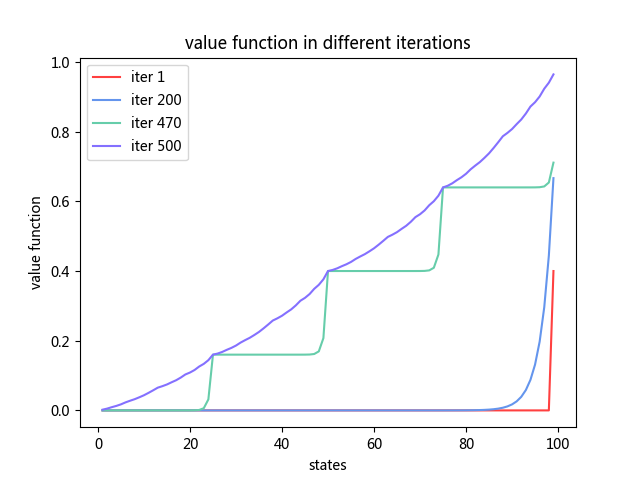 value function in different iterations
iter 1
iter 200
iter 470
iter 500
value function
1.0
0.8
0.6
0.4
0.2
0.0
0
20
40
60
80
100
states